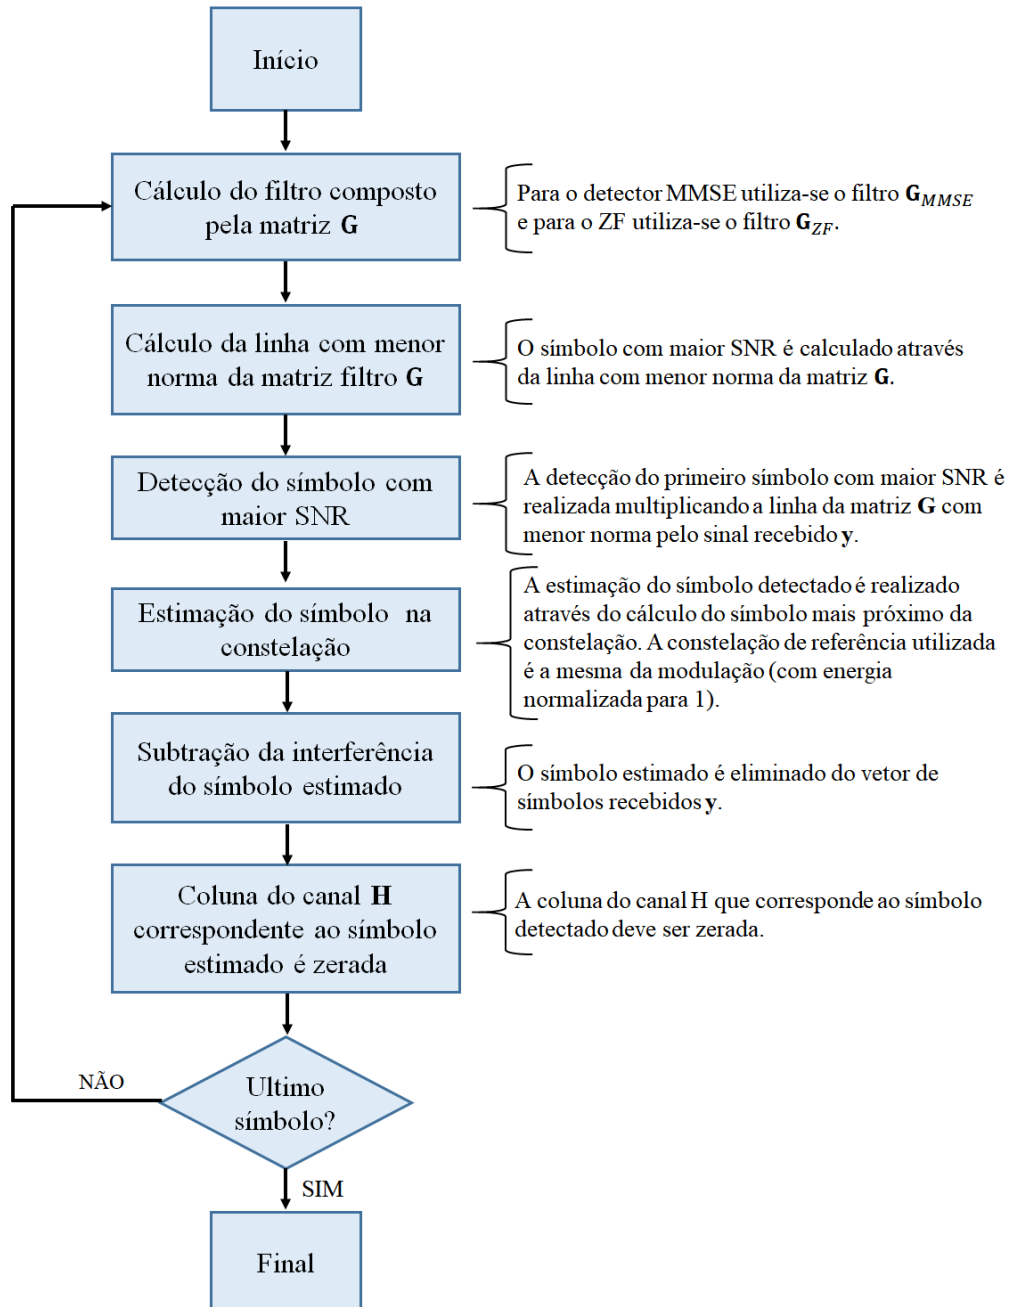 Início
Cálculo do filtro composto
pela matriz G
Para o detector MMSE utiliza-se o filtro G_MMSE
e para o ZF utiliza-se o filtro G_ZF.
Cálculo da linha com menor
norma da matriz filtro G
O símbolo com maior SNR é calculado através
da linha com menor norma da matriz G.
Detecção do símbolo com
maior SNR
A detecção do primeiro símbolo com maior SNR é
realizada multiplicando a linha da matriz G com
menor norma pelo sinal recebido y.
Estimação do símbolo na
constelação
A estimação do símbolo detectado é realizado
através do cálculo do símbolo mais próximo da
constelação. A constelação de referência utilizada
é a mesma da modulação (com energia
normalizada para 1).
Subtração da interferência
do símbolo estimado
O símbolo estimado é eliminado do vetor de
símbolos recebidos y.
Coluna do canal H
correspondente ao símbolo
estimado é zerada
A coluna do canal H que corresponde ao símbolo
detectado deve ser zerada.
NÃO
Ultimo
símbolo?
SIM
Final